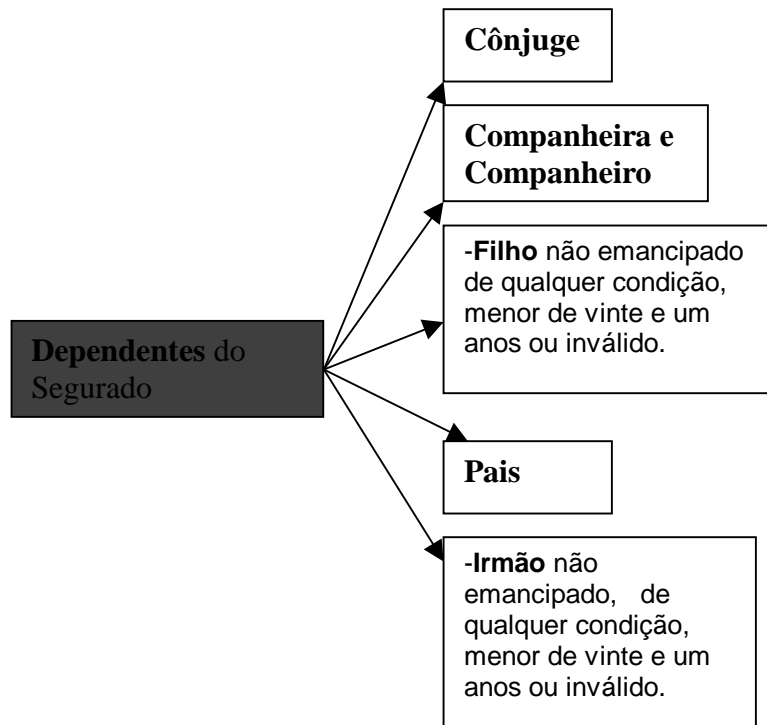 Cônjuge
Companheira e
Companheiro
-Filho não emancipado
de qualquer condição,
menor de vinte e um
anos ou inválido.
Dependentes do
Segurado
Pais
-Irmão não
emancipado, de
qualquer condição,
menor de vinte e um
anos ou inválido.